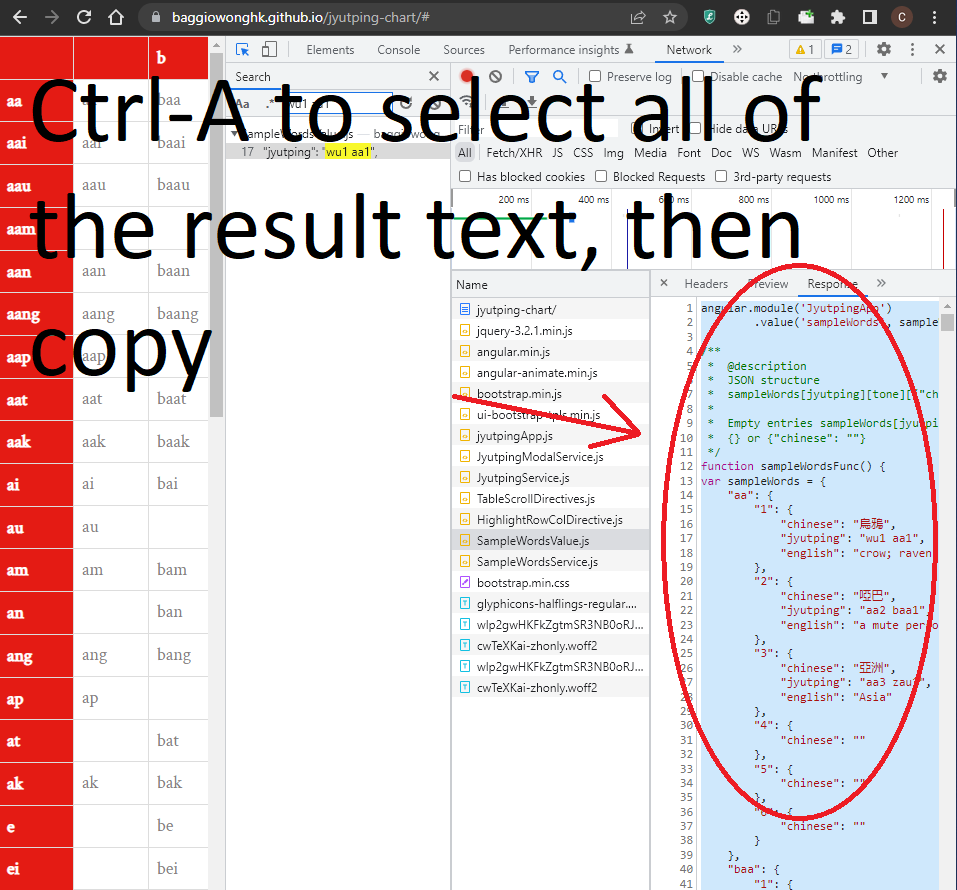 baggiowonghk.github.io/jyutping-chart/#
C
Elements Console Sources Performance insights Network » 1 2
Search
Aa .* wu1 aa1
SampleWordsValue.js — baggiowong
17 "jyutping": "wu1 aa1",
Preserve log Disable cache No throttling
Filter Invert Hide data URLs
All Fetch/XHR JS CSS Img Media Font Doc WS Wasm Manifest Other
Has blocked cookies Blocked Requests 3rd-party requests
200 ms 400 ms 600 ms 800 ms 1000 ms 1200 ms
Ctrl-A to select all of
the result text, then
copy
b
aa aa baa
aai baai
aau aau baau
aam
aan aan baan
aang aang baang
aap aap
aat aat baat
aak aak baak
ai ai bai
au au
am am bam
an ban
ang ang bang
ap ap
at bat
ak ak bak
e be
ei bei
Name
jyutping-chart/
jquery-3.2.1.min.js
angular.min.js
angular-animate.min.js
bootstrap.min.js
ui-bootstrap-tpls.min.js
jyutpingApp.js
JyutpingModalService.js
JyutpingService.js
TableScrollDirectives.js
HighlightRowColDirective.js
SampleWordsValue.js
SampleWordsService.js
bootstrap.min.css
glyphicons-halflings-regular....
wlp2gwHKFkZgtmSR3NB0oRJ...
cwTeXKai-zhonly.woff2
wlp2gwHKFkZgtmSR3NB0oRJ...
cwTeXKai-zhonly.woff2
Headers Preview Response »
1 angular.module('JyutpingApp')
2 .value('sampleWords', sample
3
4 /**
5 * @description
6 * JSON structure
7 * sampleWords[jyutping][tone][{"ch
8 *
9 * Empty entries sampleWords[jyutpi
10 * {} or {"chinese": ""}
11 */
12 function sampleWordsFunc() {
13 var sampleWords = {
14 "aa": {
15 "1": {
16 "chinese": "烏鴉",
17 "jyutping": "wu1 aa1",
18 "english": "crow; raven
19 },
20 "2": {
21 "chinese": "啞巴",
22 "jyutping": "aa2 baa1"
23 "english": "a mute perso
24 },
25 "3": {
26 "chinese": "亞洲",
27 "jyutping": "aa3 zau1",
28 "english": "Asia"
29 },
30 "4": {
31 "chinese": ""
32 },
33 "5": {
34 "chinese": ""
35 },
36 "6": {
37 "chinese": ""
38 }
39 },
40 "baa": {
41 "1": {